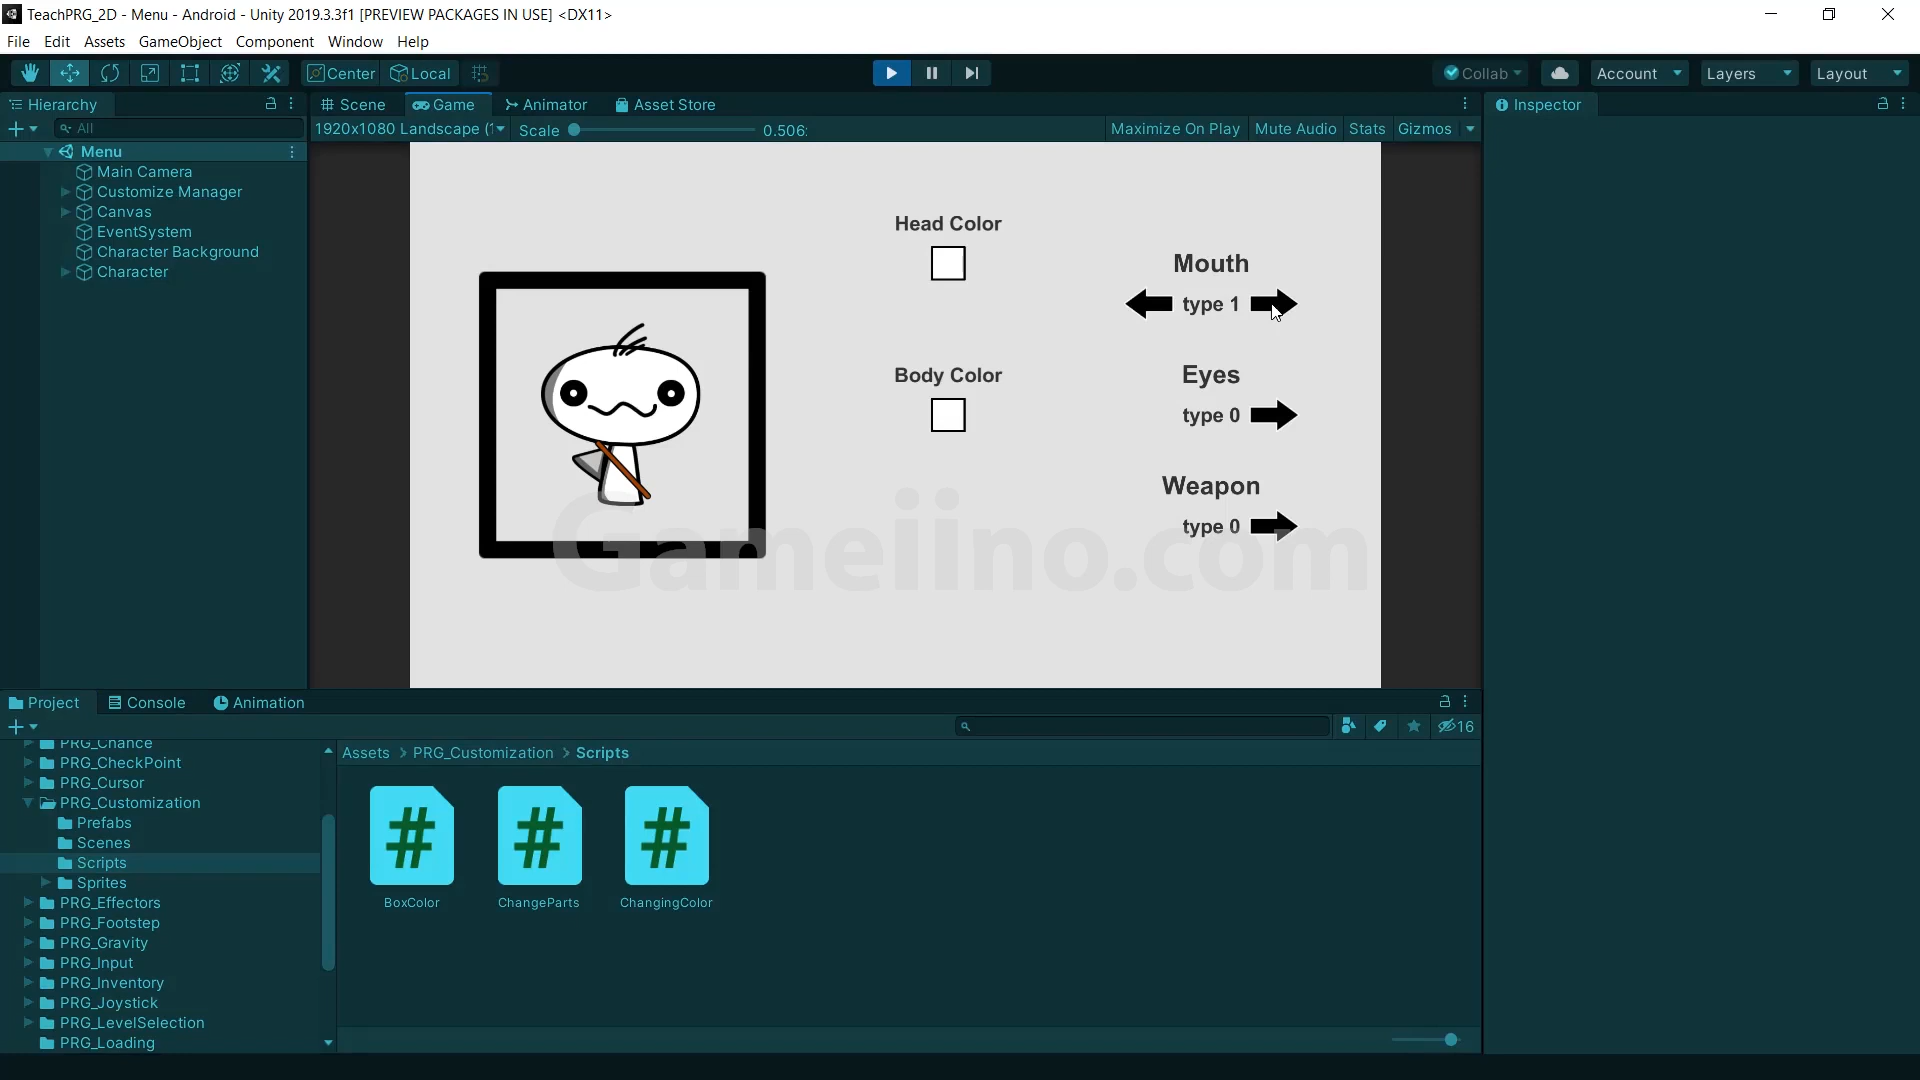 TeachPRG_2D - Menu - Android - Unity 2019.3.3f1 [PREVIEW PACKAGES IN USE] <DX11>
File Edit Assets GameObject Component Window Help
Center Local Collab Account Layers Layout
Hierarchy
Scene Game Animator Asset Store
Inspector
All
1920x1080 Landscape (1 Scale 0.506: Maximize On Play Mute Audio Stats Gizmos
Menu
Main Camera
Customize Manager
Canvas
EventSystem
Character Background
Character
Head Color
Body Color
Mouth
type 1
Eyes
type 0
Weapon
type 0
Gameiino.com
Project Console Animation
16
PRG_Chance
PRG_CheckPoint
PRG_Cursor
PRG_Customization
Prefabs
Scenes
Scripts
Sprites
PRG_Effectors
PRG_Footstep
PRG_Gravity
PRG_Input
PRG_Inventory
PRG_Joystick
PRG_LevelSelection
PRG_Loading
Assets > PRG_Customization > Scripts
BoxColor ChangeParts ChangingColor